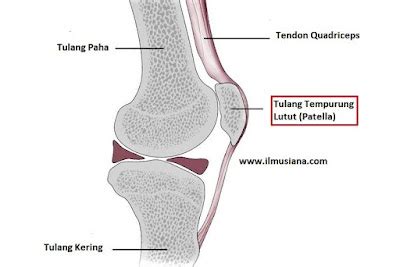 Tendon Quadriceps
Tulang Paha
Tulang Tempurung
Lutut (Patella)
www.ilmusiana.com
Tulang Kering